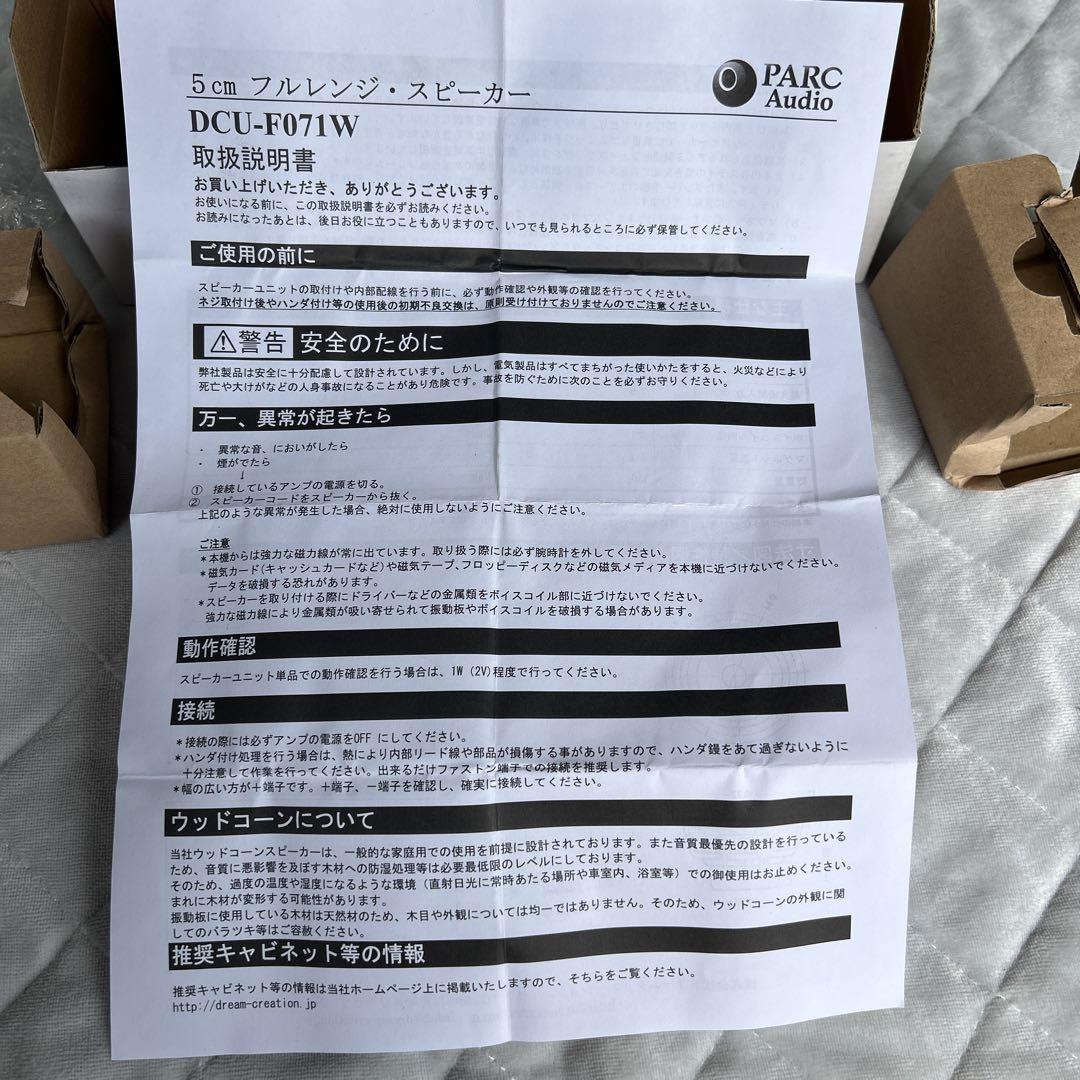 5cm フルレンジ・スピーカー
PARC
Audio
DCU-F071W
取扱説明書
お買い上げいただき、ありがとうございます。
お使いになる前に、この取扱説明書を必ずお読みください。
お読みになったあとは、後日お役に立つこともありますので、いつでも見られるところに必ず保管してください。
ご使用の前に
スピーカーユニットの取付けや内部配線を行う前に、必ず動作確認や外観等の確認を行ってください。
ネジ取付け後やハンダ付け等の使用後の初期不良交換は、原則受け付けておりませんのでご注意ください。
⚠警告 安全のために
弊社製品は安全に十分配慮して設計されています。しかし、電気製品はすべてまちがった使いかたをすると、火災などにより
死亡や大けがなどの人身事故になることがあり危険です。事故を防ぐために次のことを必ずお守りください。
万一、異常が起きたら
・ 異常な音、においがしたら
・ 煙がでたら
↓
① 接続しているアンプの電源を切る。
② スピーカーコードをスピーカーから抜く。
上記のような異常が発生した場合、絶対に使用しないようにご注意ください。
ご注意
*本機からは強力な磁力線が常に出ています。取り扱う際には必ず腕時計を外してください。
*磁気カード(キャッシュカードなど)や磁気テープ、フロッピーディスクなどの磁気メディアを本機に近づけないでください。
データを破損する恐れがあります。
*スピーカーを取り付ける際にドライバーなどの金属類をボイスコイル部に近づけないでください。
強力な磁力線により金属類が吸い寄せられて振動板やボイスコイルを破損する場合があります。
動作確認
スピーカーユニット単品での動作確認を行う場合は、1W (2V)程度で行ってください。
接続
*接続の際には必ずアンプの電源をOFF にしてください。
*ハンダ付け処理を行う場合は、熱により内部リード線や部品が損傷する事がありますので、ハンダ鏝をあて過ぎないように
十分注意して作業を行ってください。出来るだけファストン端子での接続を推奨します。
*幅の広い方が＋端子です。＋端子、－端子を確認し、確実に接続してください。
ウッドコーンについて
当社ウッドコーンスピーカーは、一般的な家庭用での使用を前提に設計されております。また音質最優先の設計を行っている
ため、音質に悪影響を及ぼす木材への防湿処理等は必要最低限のレベルにしております。
そのため、過度の温度や湿度になるような環境（直射日光に常時あたる場所や車室内、浴室等）での御使用はお止めください。
まれに木材が変形する可能性があります。
振動板に使用している木材は天然材のため、木目や外観については均一ではありません。そのため、ウッドコーンの外観に関
してのバラツキ等はご容赦ください。
推奨キャビネット等の情報
推奨キャビネット等の情報は当社ホームページ上に掲載いたしますので、そちらをご覧ください。
http://dream-creation.jp